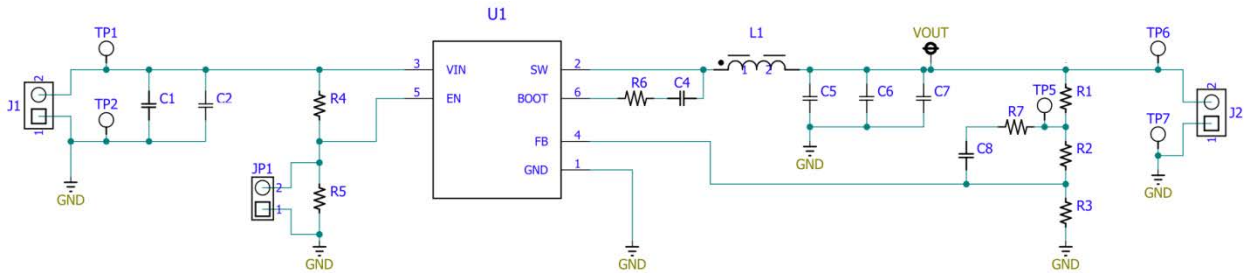 U1
L1
VOUT
TP1
TP6
3
VIN
SW
2
1
2
R6
C4
J1
2
1
TP2
C1
C2
R4
5
EN
BOOT
6
C5
C6
C7
R7
TP5
R1
2
J2
1
TP7
FB
4
C8
R2
JP1
2
1
R5
GND
1
GND
GND
R3
GND
GND
GND
GND